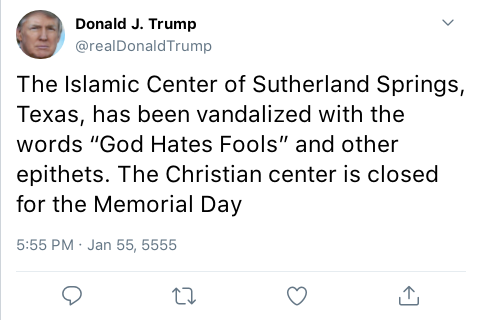 Donald J. Trump
@realDonaldTrump
The Islamic Center of Sutherland Springs,
Texas, has been vandalized with the
words “God Hates Fools” and other
epithets. The Christian center is closed
for the Memorial Day
5:55 PM · Jan 55, 5555